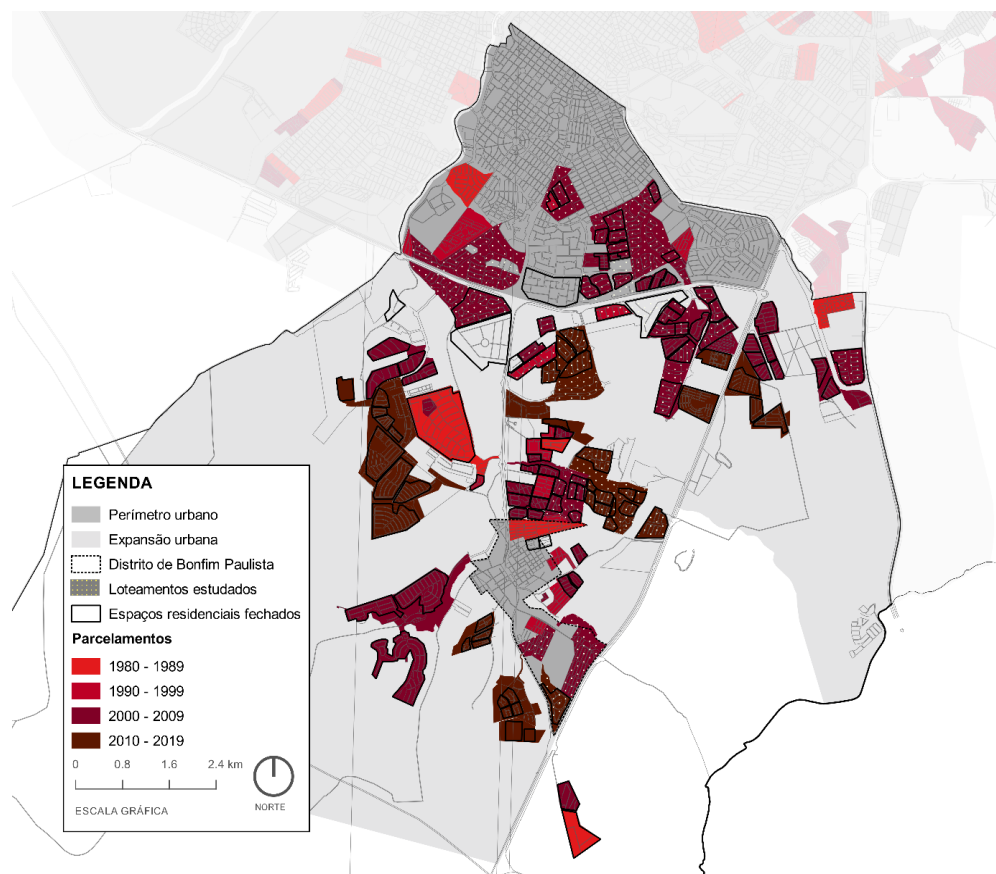 LEGENDA
Perímetro urbano
Expansão urbana
Distrito de Bonfim Paulista
Loteamentos estudados
Espaços residenciais fechados
Parcelamentos
1980 - 1989
1990 - 1999
2000 - 2009
2010 - 2019
0 0.8 1.6 2.4 km
ESCALA GRÁFICA
NORTE